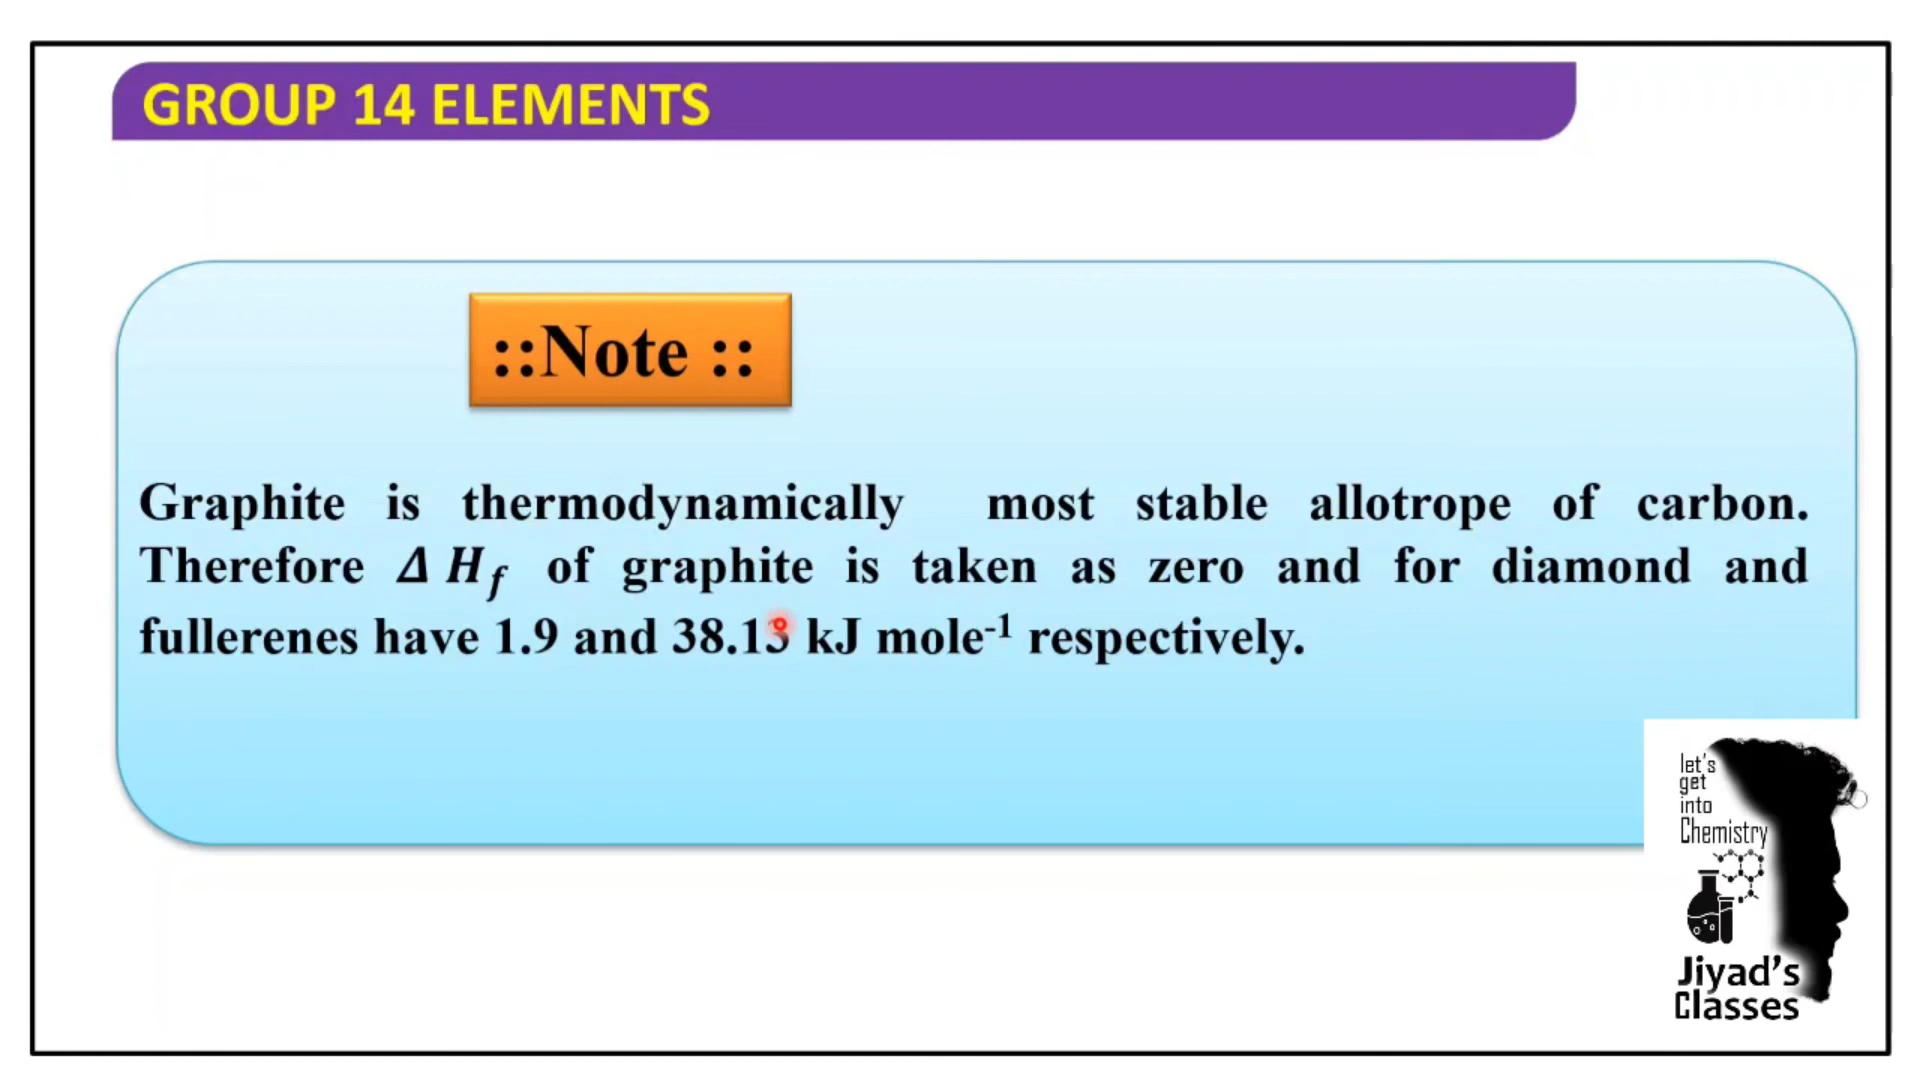 GROUP 14 ELEMENTS
::Note ::
Graphite is thermodynamically most stable allotrope of carbon.
Therefore Δ H_f of graphite is taken as zero and for diamond and
fullerenes have 1.9 and 38.13 kJ mole⁻¹ respectively.
let's
get
into
Chemistry
Jiyad's
Classes